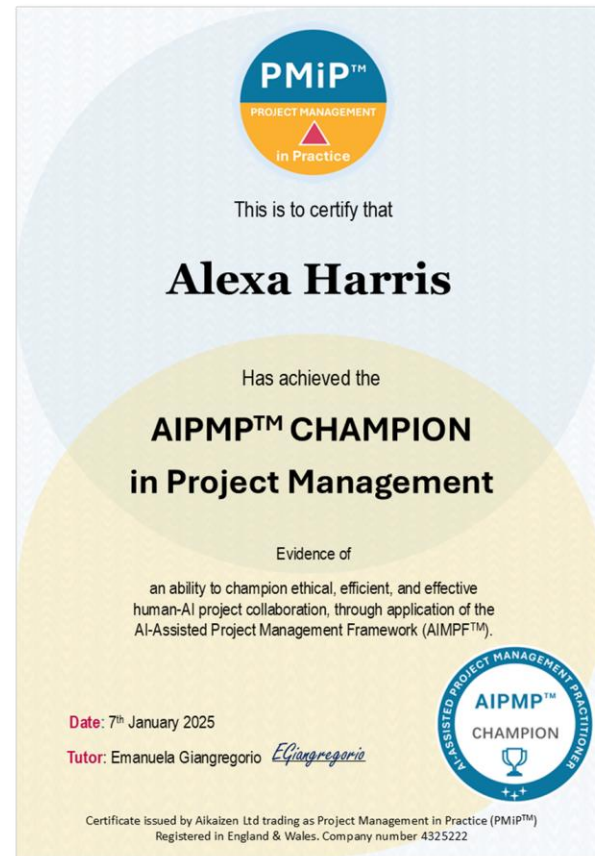 PMiP™
PROJECT MANAGEMENT
in Practice
This is to certify that
Alexa Harris
Has achieved the
AIPMP™ CHAMPION
in Project Management
Evidence of
an ability to champion ethical, efficient, and effective
human-AI project collaboration, through application of the
AI-Assisted Project Management Framework (AIMPF™).
Date: 7th January 2025
Tutor: Emanuela Giangregorio EGiangregorio
AI-ASSISTED PROJECT MANAGEMENT PRACTITIONER
AIPMP™
CHAMPION
Certificate issued by Aikaizen Ltd trading as Project Management in Practice (PMiP™)
Registered in England & Wales. Company number 4325222